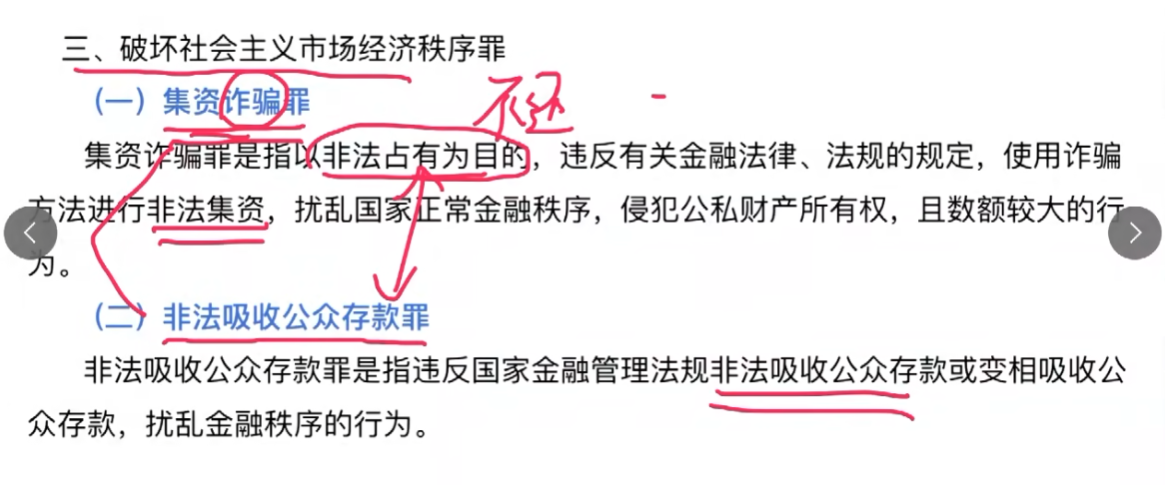 三、破坏社会主义市场经济秩序罪
（一）集资诈骗罪
不还
集资诈骗罪是指以非法占有为目的，违反有关金融法律、法规的规定，使用诈骗
方法进行非法集资，扰乱国家正常金融秩序，侵犯公私财产所有权，且数额较大的行
为。
（二）非法吸收公众存款罪
非法吸收公众存款罪是指违反国家金融管理法规非法吸收公众存款或变相吸收公
众存款，扰乱金融秩序的行为。